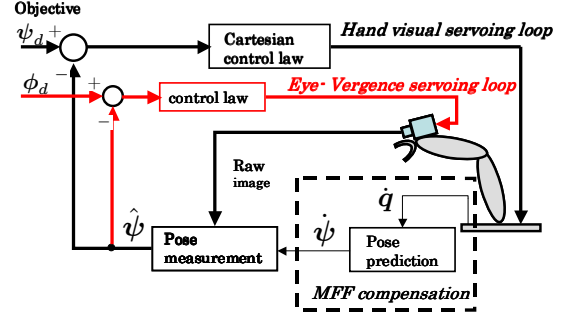 Objective
ψd + Hand visual servoing loop
Cartesian
control law
−
ϕd + Eye- Vergence servoing loop
control law
−
Raw
image
q̇
ψ̂ ψ̇
Pose
measurement
Pose
prediction
MFF compensation